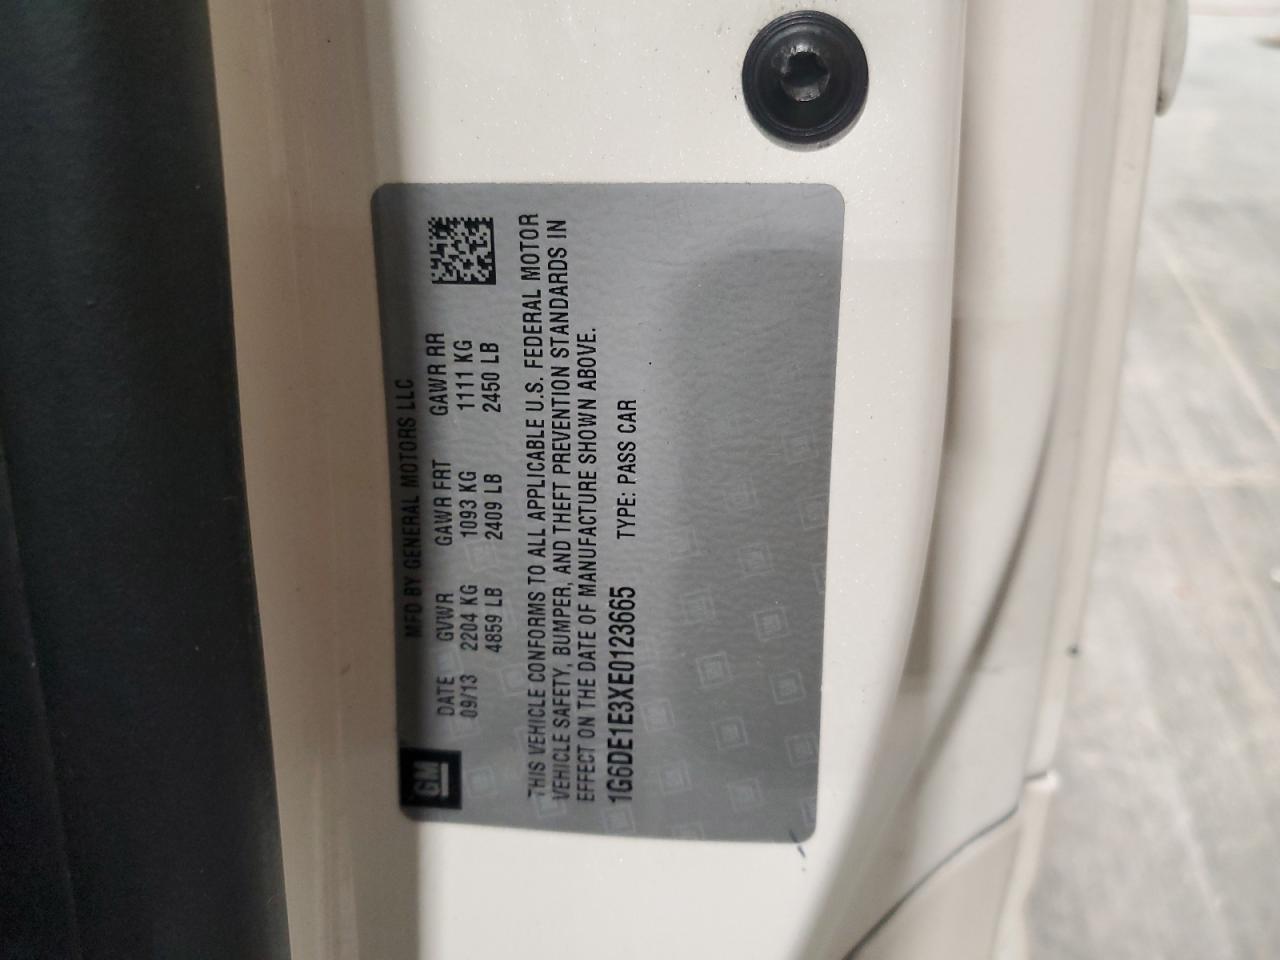 MFD BY GENERAL MOTORS LLC
GM
DATE GVWR GAWR FRT GAWR RR
09/13 2204 KG 1093 KG 1111 KG
4859 LB 2409 LB 2450 LB
THIS VEHICLE CONFORMS TO ALL APPLICABLE U.S. FEDERAL MOTOR
VEHICLE SAFETY, BUMPER, AND THEFT PREVENTION STANDARDS IN
EFFECT ON THE DATE OF MANUFACTURE SHOWN ABOVE.
1G6DE1E3XE0123665 TYPE: PASS CAR